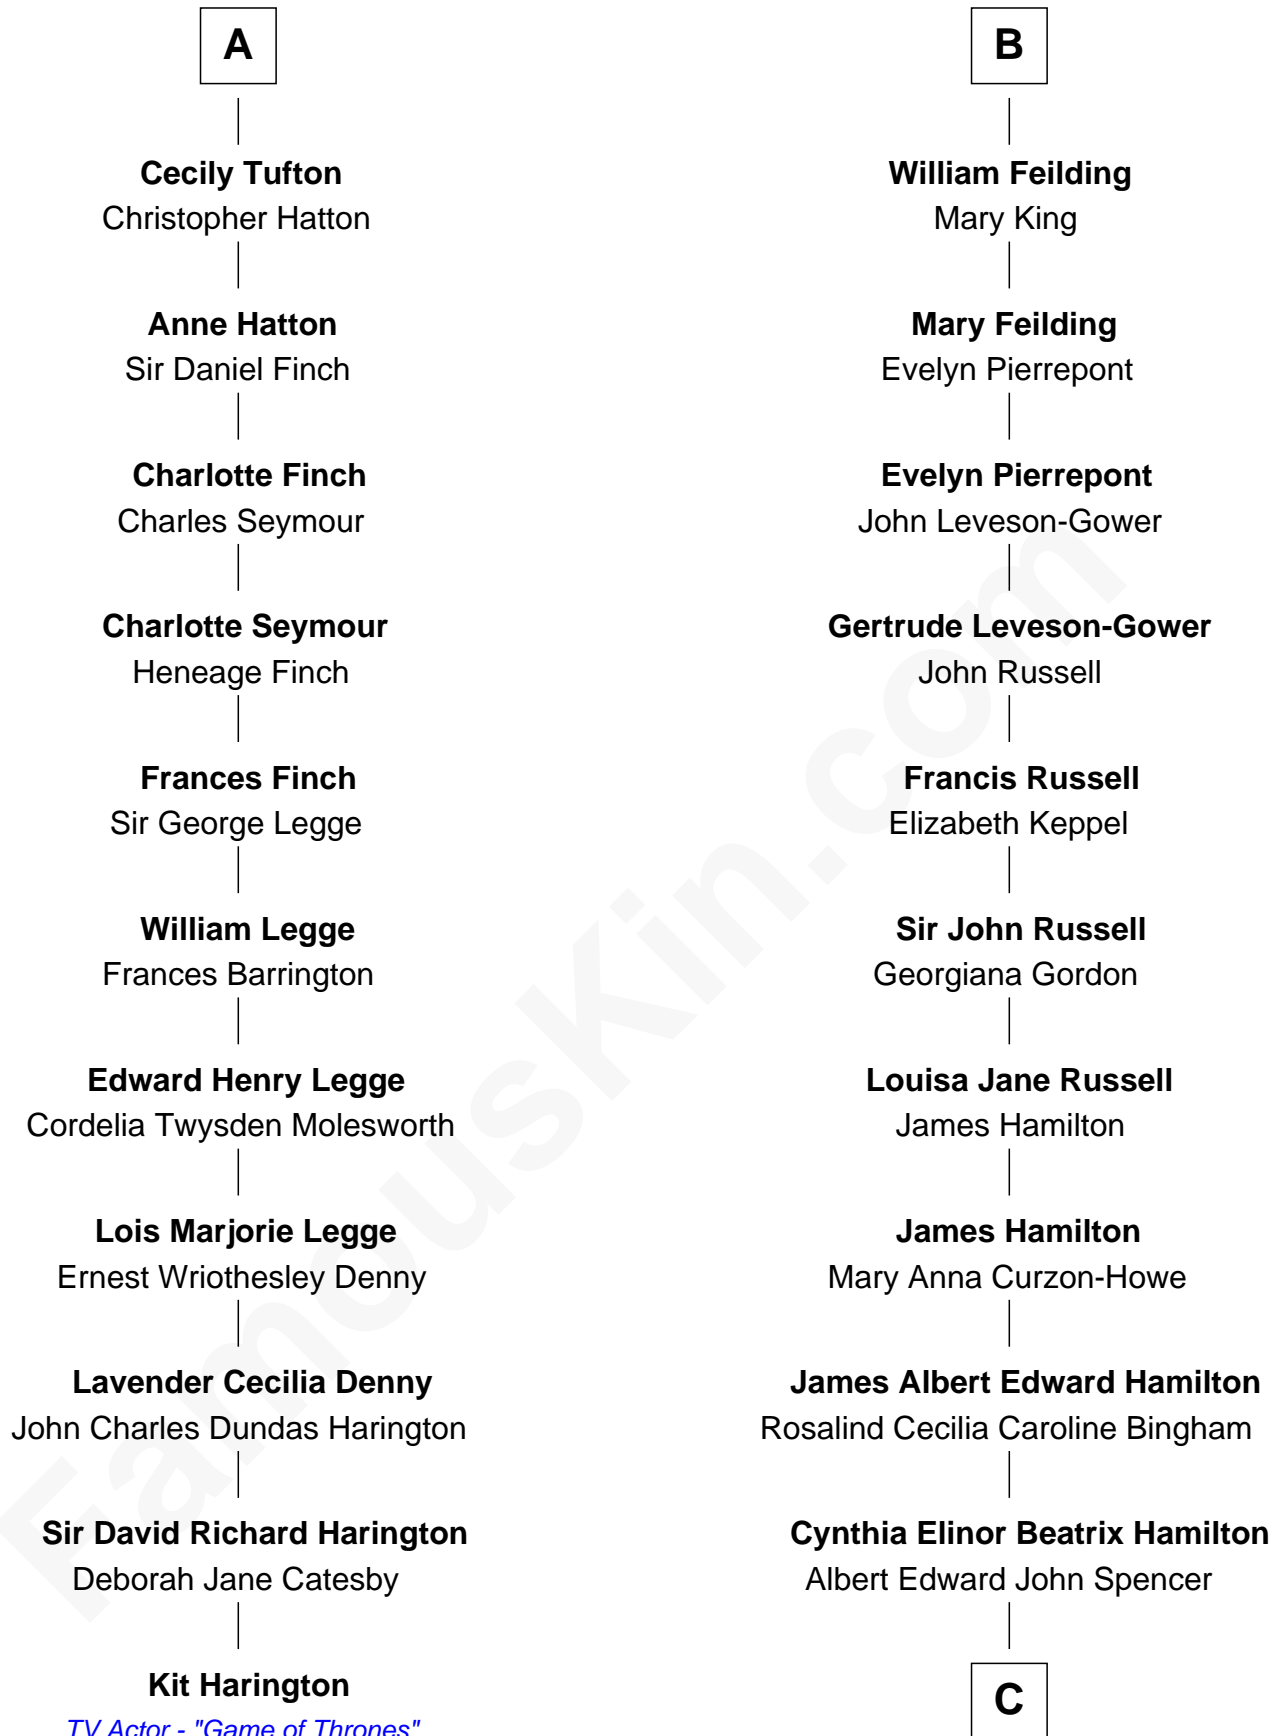 A
Cecily Tufton
Christopher Hatton
Anne Hatton
Sir Daniel Finch
Charlotte Finch
Charles Seymour
Charlotte Seymour
Heneage Finch
Frances Finch
Sir George Legge
William Legge
Frances Barrington
Edward Henry Legge
Cordelia Twysden Molesworth
Lois Marjorie Legge
Ernest Wriothesley Denny
Lavender Cecilia Denny
John Charles Dundas Harington
Sir David Richard Harington
Deborah Jane Catesby
Kit Harington
TV Actor - "Game of Thrones"
B
William Feilding
Mary King
Mary Feilding
Evelyn Pierrepont
Evelyn Pierrepont
John Leveson-Gower
Gertrude Leveson-Gower
John Russell
Francis Russell
Elizabeth Keppel
Sir John Russell
Georgiana Gordon
Louisa Jane Russell
James Hamilton
James Hamilton
Mary Anna Curzon-Howe
James Albert Edward Hamilton
Rosalind Cecilia Caroline Bingham
Cynthia Elinor Beatrix Hamilton
Albert Edward John Spencer
C
FamousKin.com